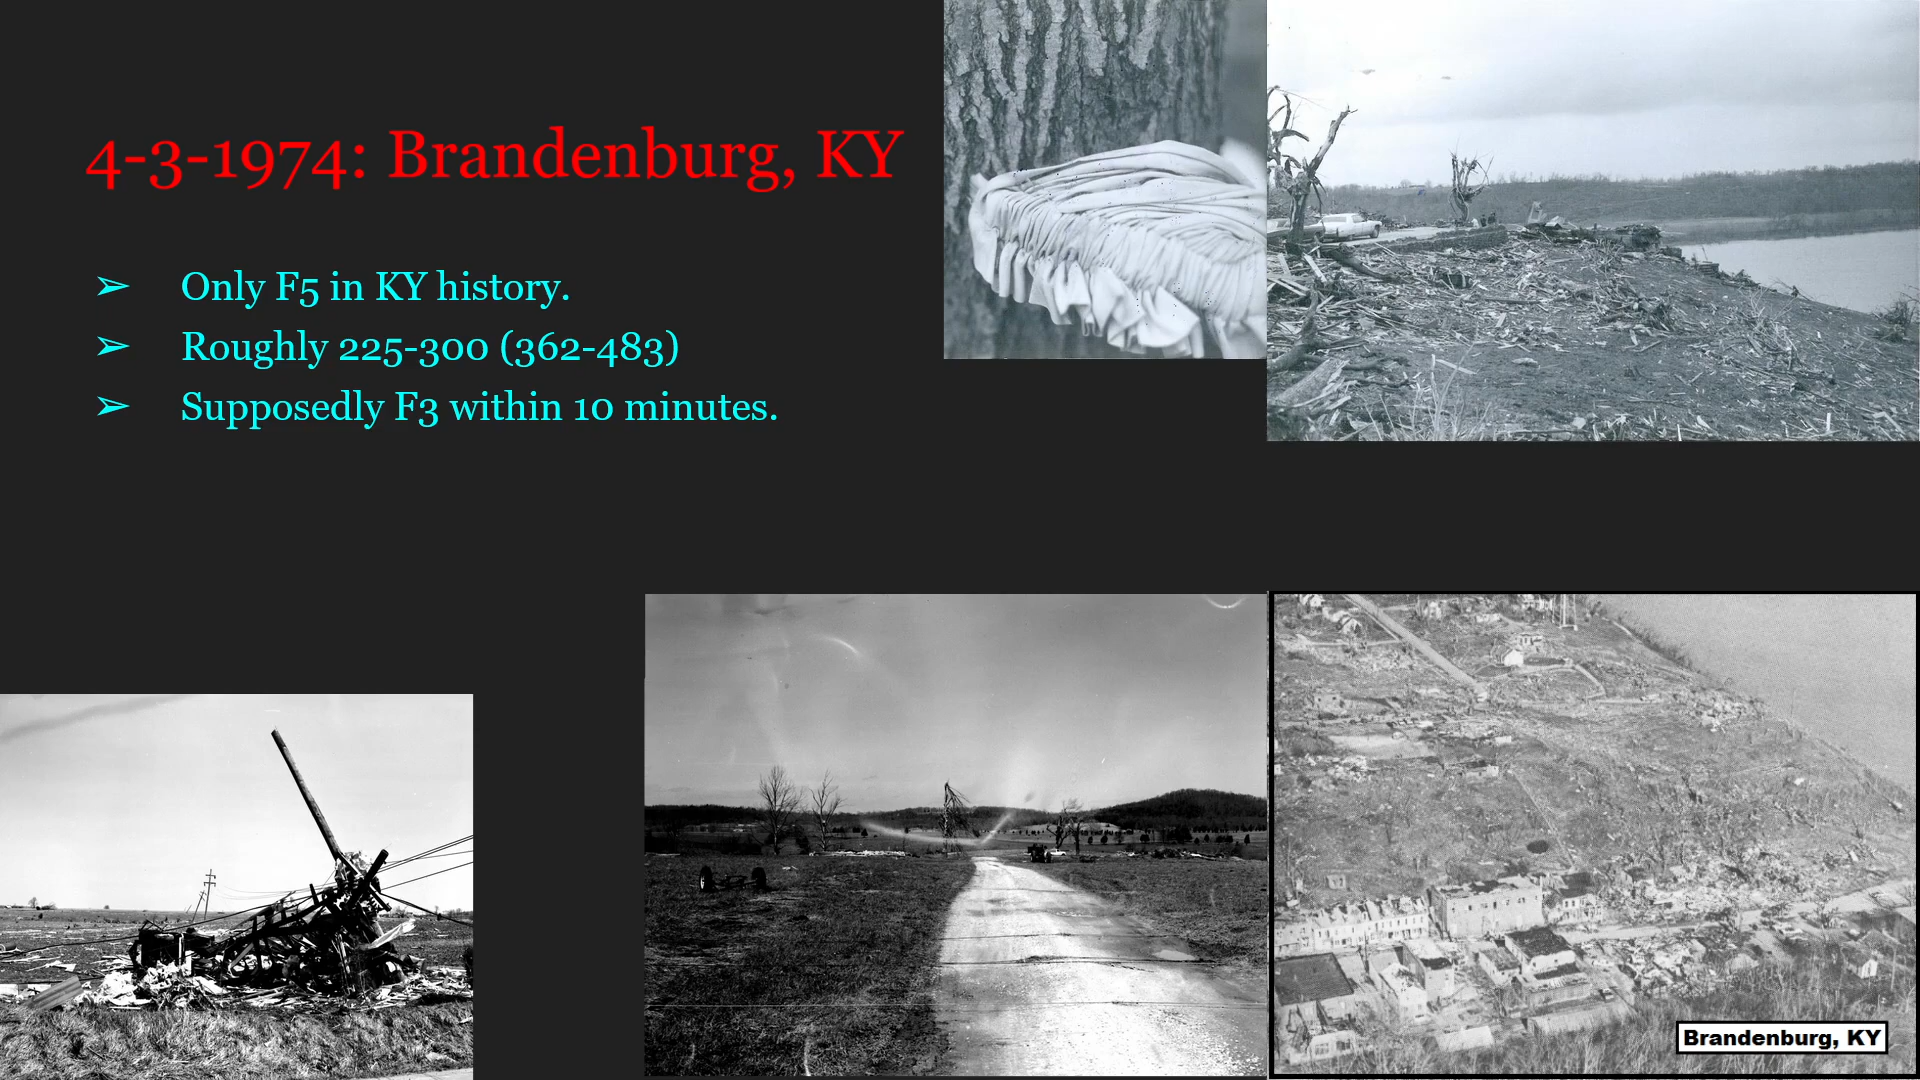 4-3-1974: Brandenburg, KY
➢ Only F5 in KY history.
➢ Roughly 225-300 (362-483)
➢ Supposedly F3 within 10 minutes.
Brandenburg, KY